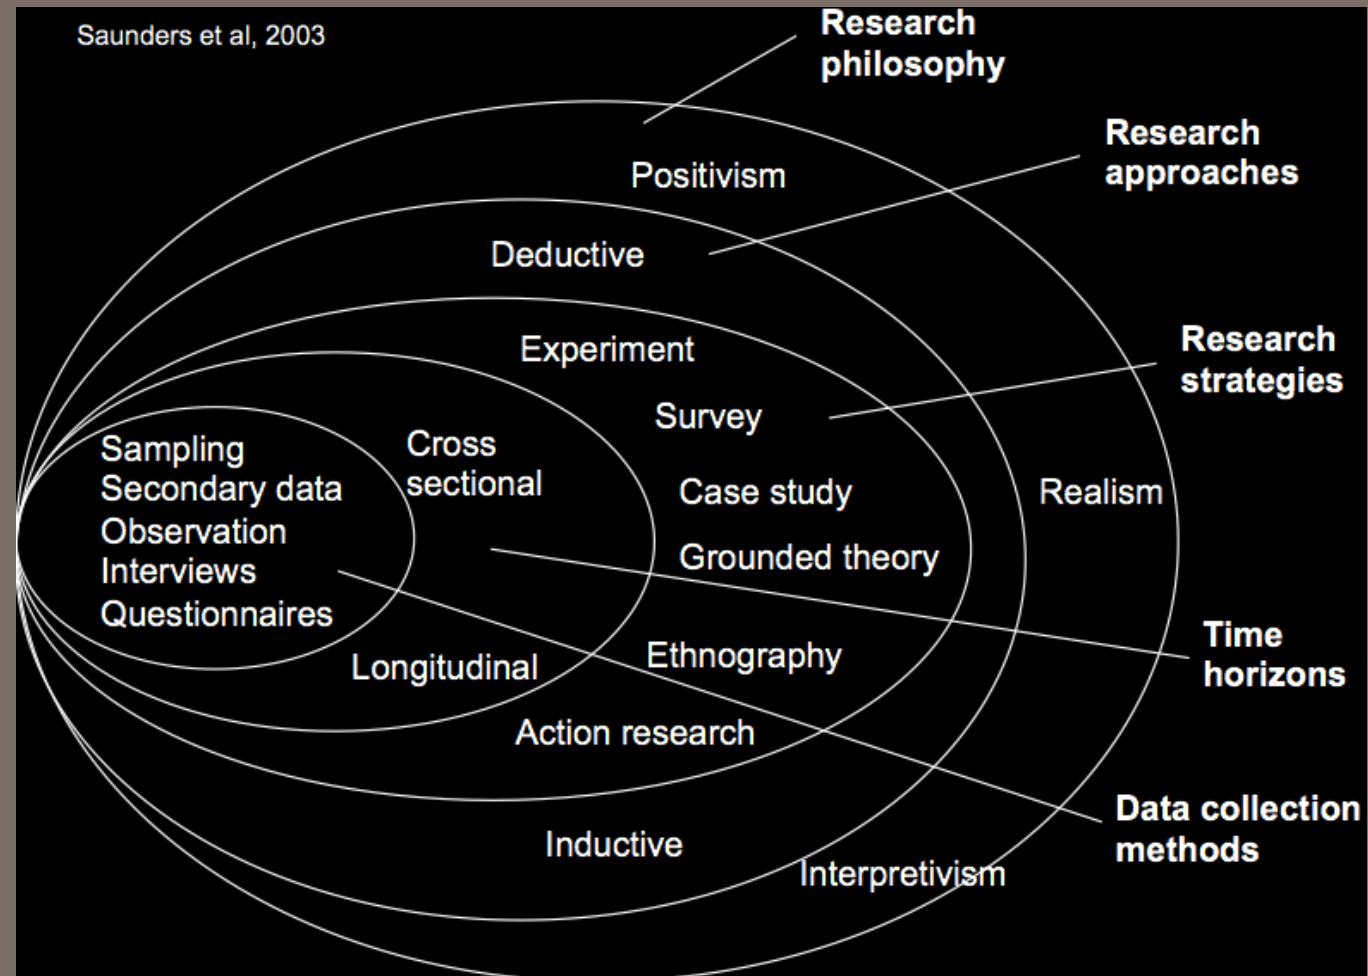 Saunders et al, 2003
Research
philosophy
Research
approaches
Positivism
Deductive
Research
strategies
Experiment
Survey
Cross
sectional
Sampling
Secondary data
Observation
Interviews
Questionnaires
Case study
Realism
Grounded theory
Time
horizons
Longitudinal
Ethnography
Action research
Data collection
methods
Inductive
Interpretivism